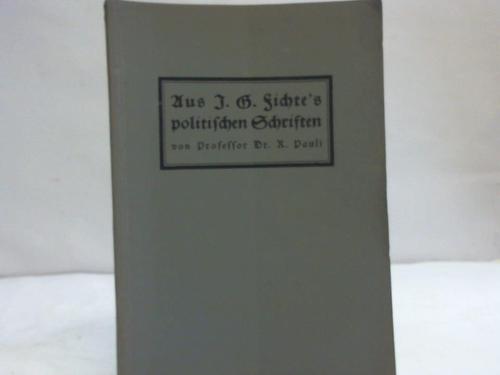 Aus J. G. Fichte's
politischen Schriften
von Professor Dr. R. Pauli